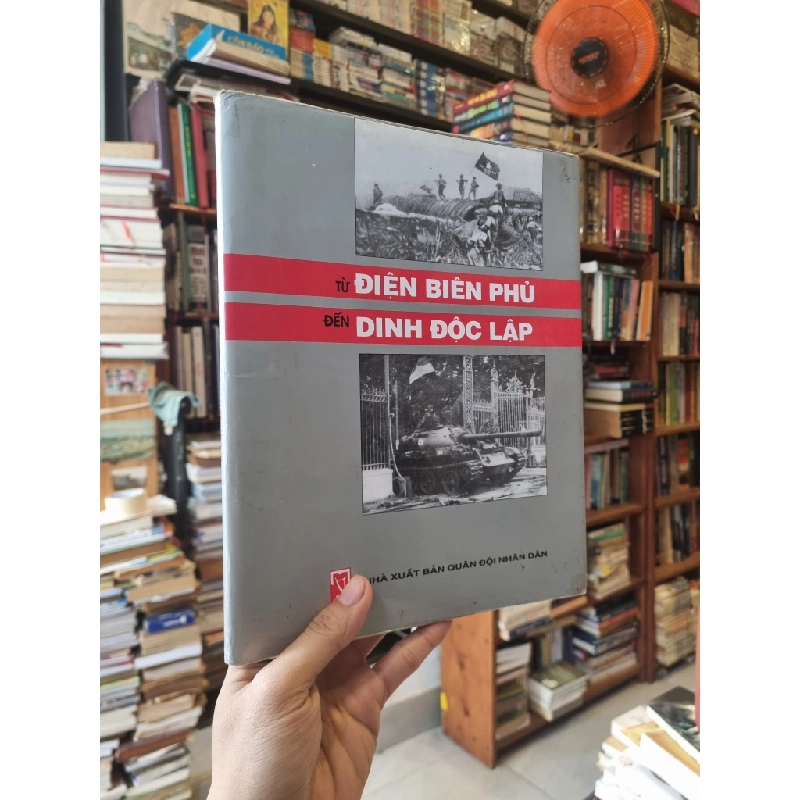 TỪ ĐIỆN BIÊN PHỦ
ĐẾN DINH ĐỘC LẬP
NHÀ XUẤT BẢN QUÂN ĐỘI NHÂN DÂN